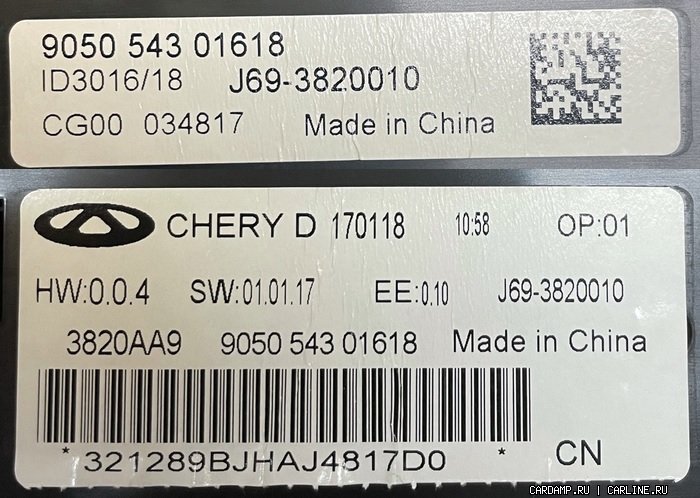 9050 543 01618
ID3016/18 J69-3820010
CG00 034817 Made in China
CHERY D 170118 10:58 OP:01
HW:0.0.4 SW:01.01.17 EE:0.10 J69-3820010
3820AA9 9050 543 01618 Made in China
* 321289BJHAJ4817D0 * CN
CARDAMP.RU | CARLINE.RU